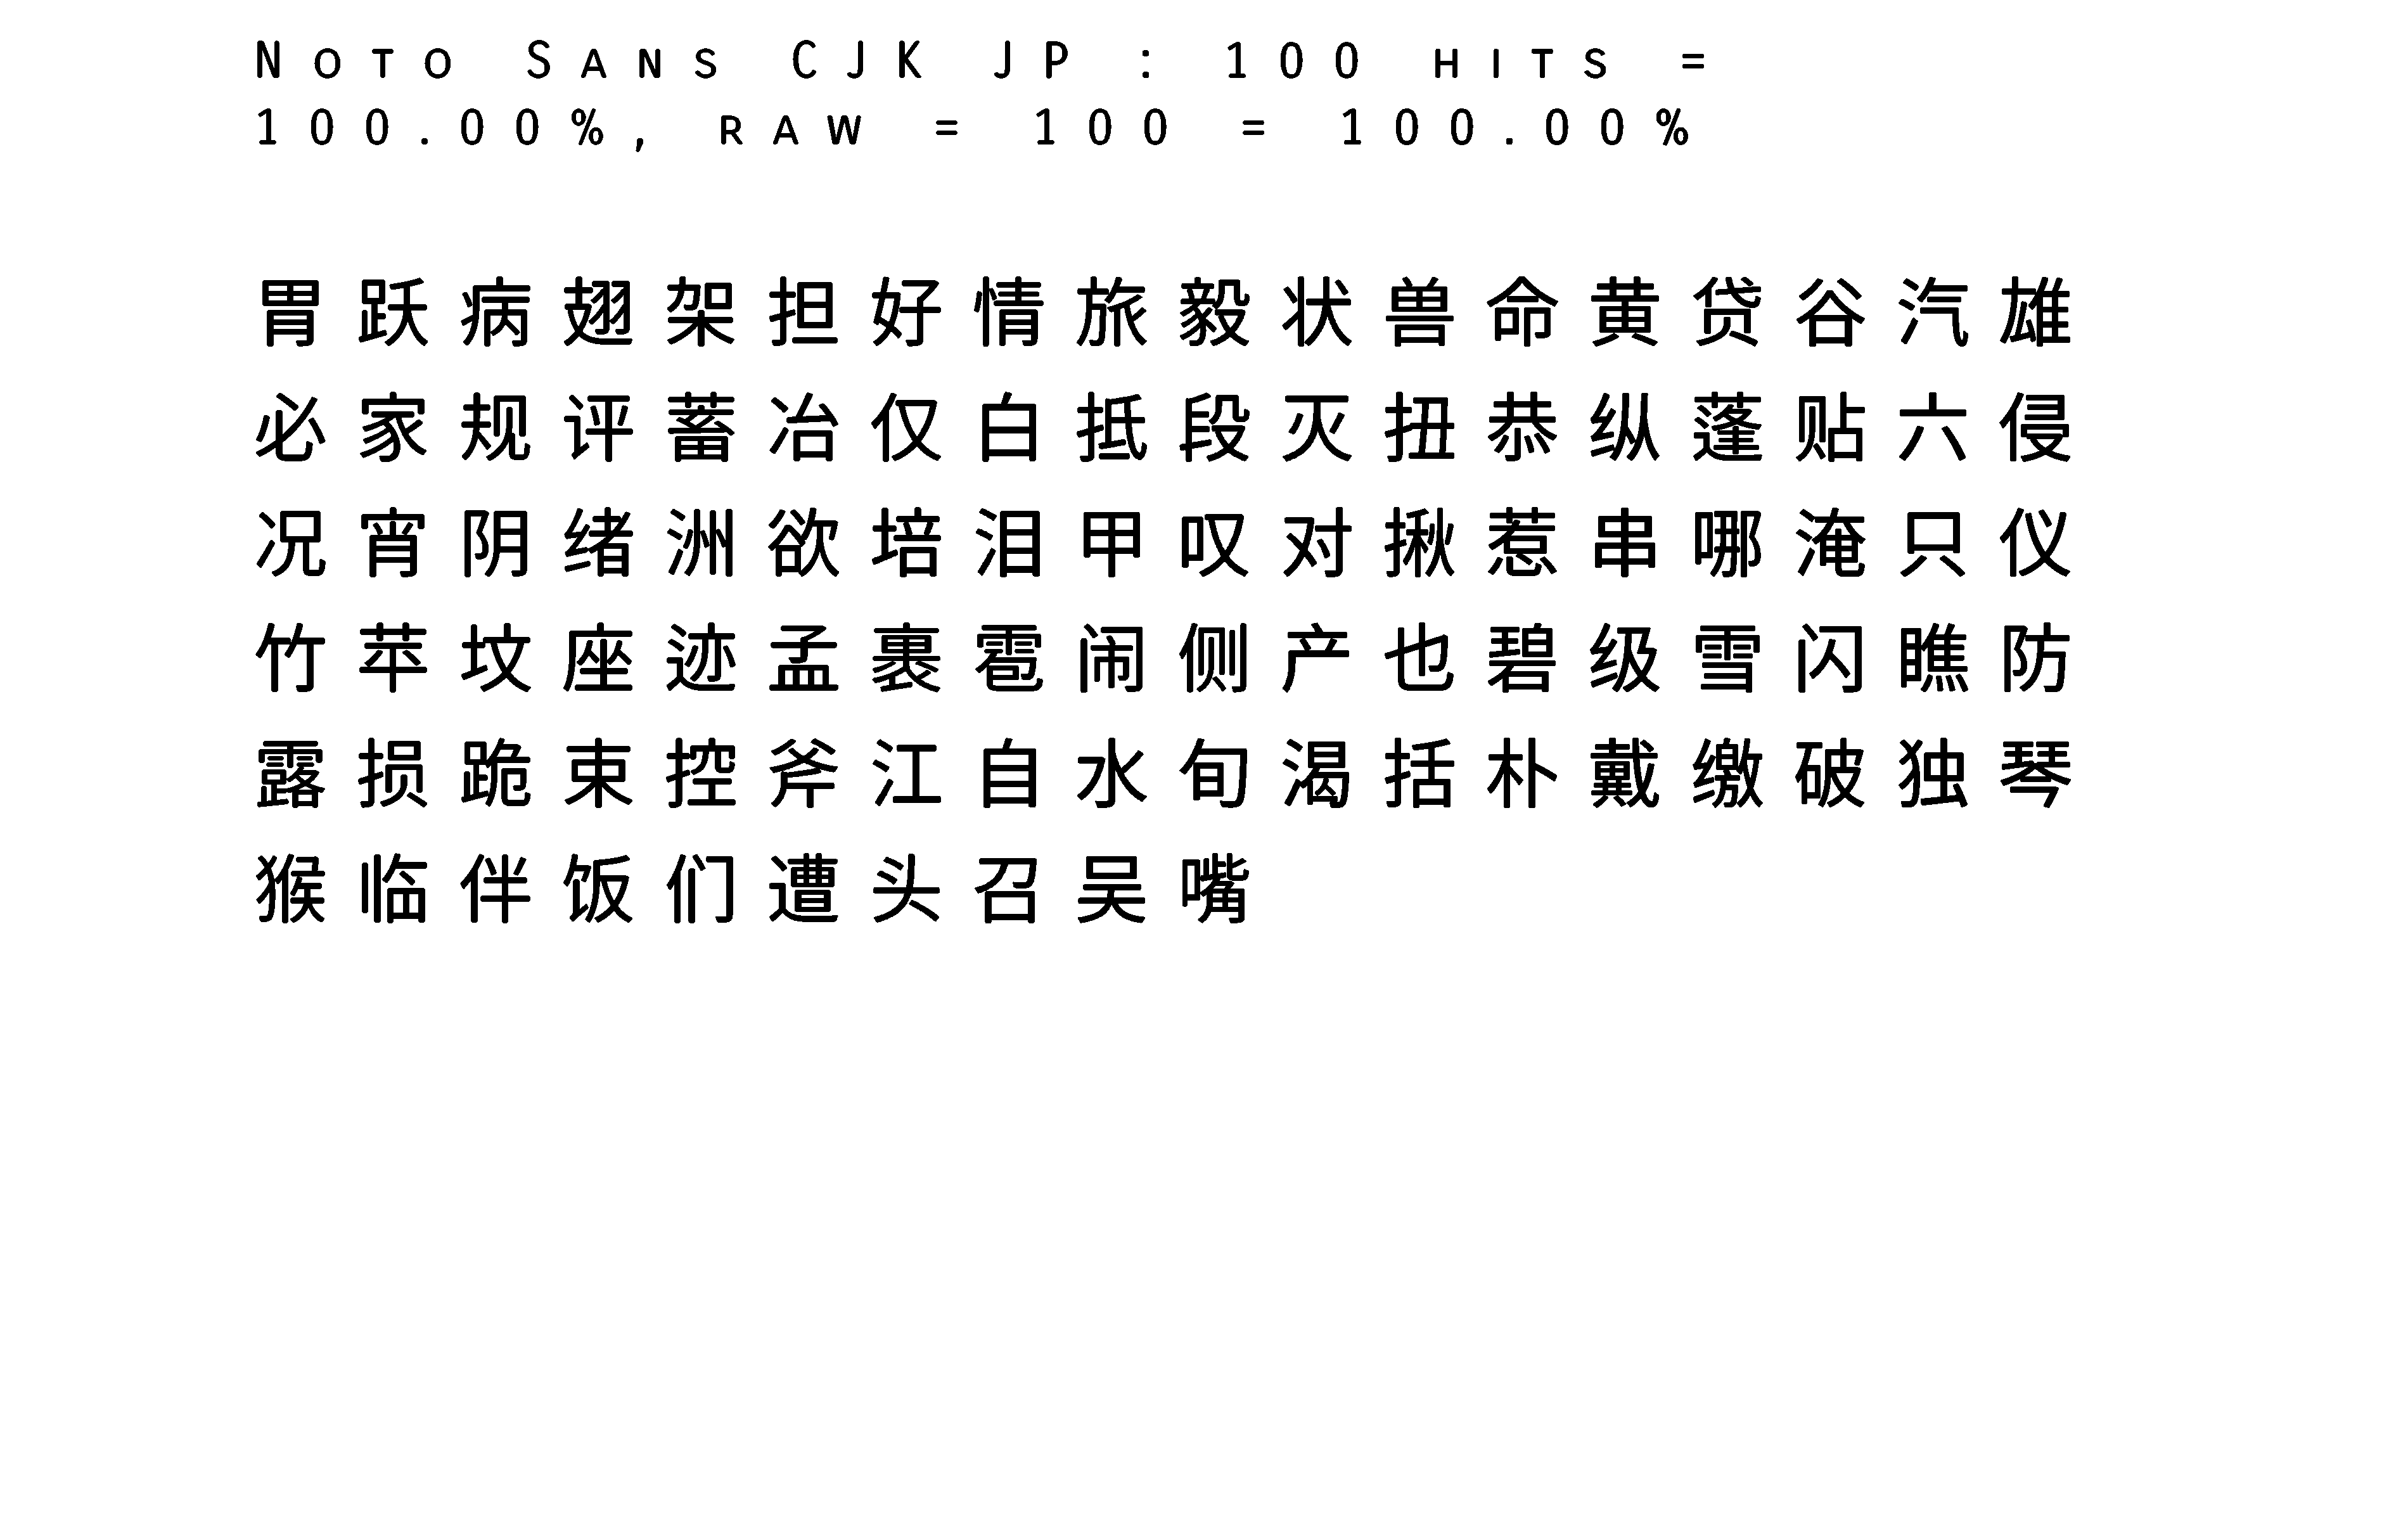 Noto Sans CJK JP : 100 hits =
100.00%, raw = 100 = 100.00%
胃跃病翅架担好情旅毅状兽命黄贷谷汽雄
必家规评蓄冶仅白抵段灭扭恭纵蓬贴六侵
况宵阴绪洲欲培泪甲叹对揪惹串哪淹只仪
竹苹坟座迹孟裹雹闹侧产也碧级雪闪瞧防
露损跪束控斧江自水旬渴括朴戴缴破独琴
猴临伴饭们遭头召吴嘴